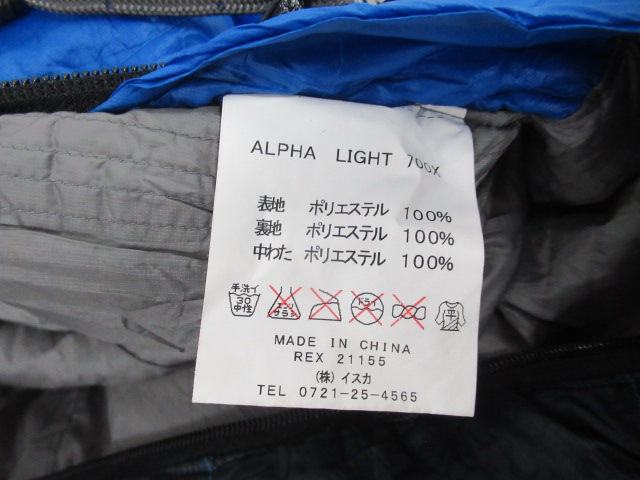 ALPHA LIGHT 700X
表地 ポリエステル 100%
裏地 ポリエステル 100%
中わた ポリエステル 100%
手洗イ
30
中性
エンソ
サラシ
ドライ
平
MADE IN CHINA
REX 21155
(株) イスカ
TEL 0721-25-4565